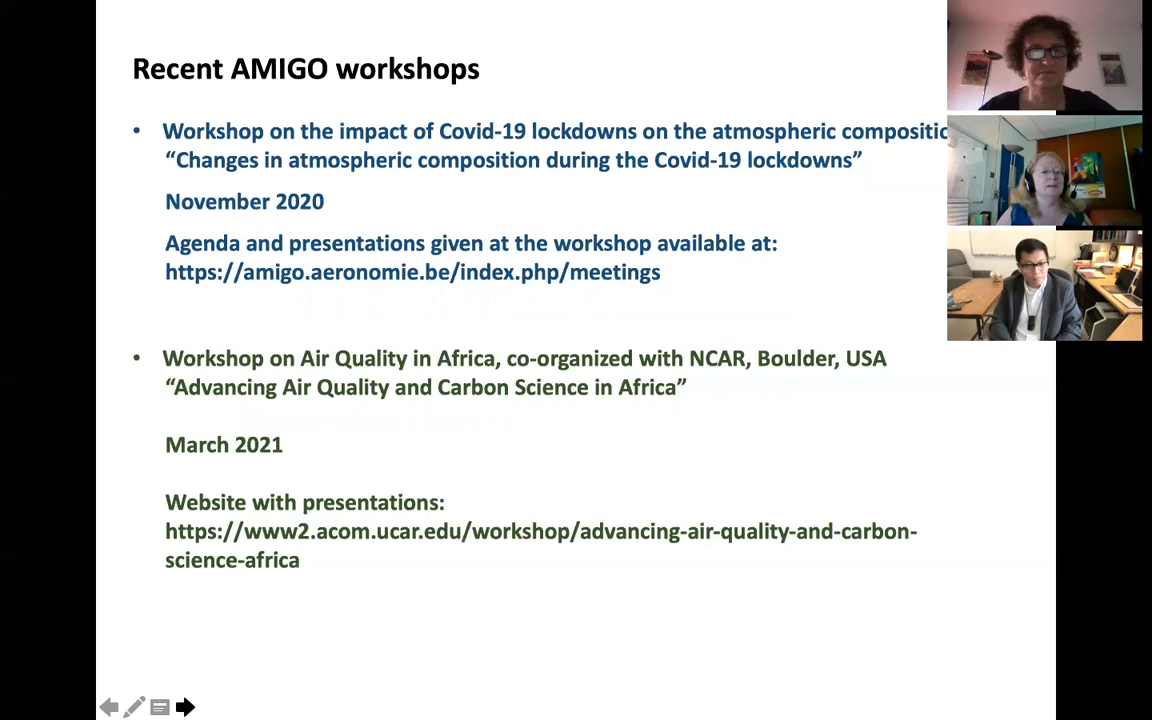 Recent AMIGO workshops
• Workshop on the impact of Covid-19 lockdowns on the atmospheric compositio
“Changes in atmospheric composition during the Covid-19 lockdowns”
November 2020
Agenda and presentations given at the workshop available at:
https://amigo.aeronomie.be/index.php/meetings
• Workshop on Air Quality in Africa, co-organized with NCAR, Boulder, USA
“Advancing Air Quality and Carbon Science in Africa”
March 2021
Website with presentations:
https://www2.acom.ucar.edu/workshop/advancing-air-quality-and-carbon-
science-africa